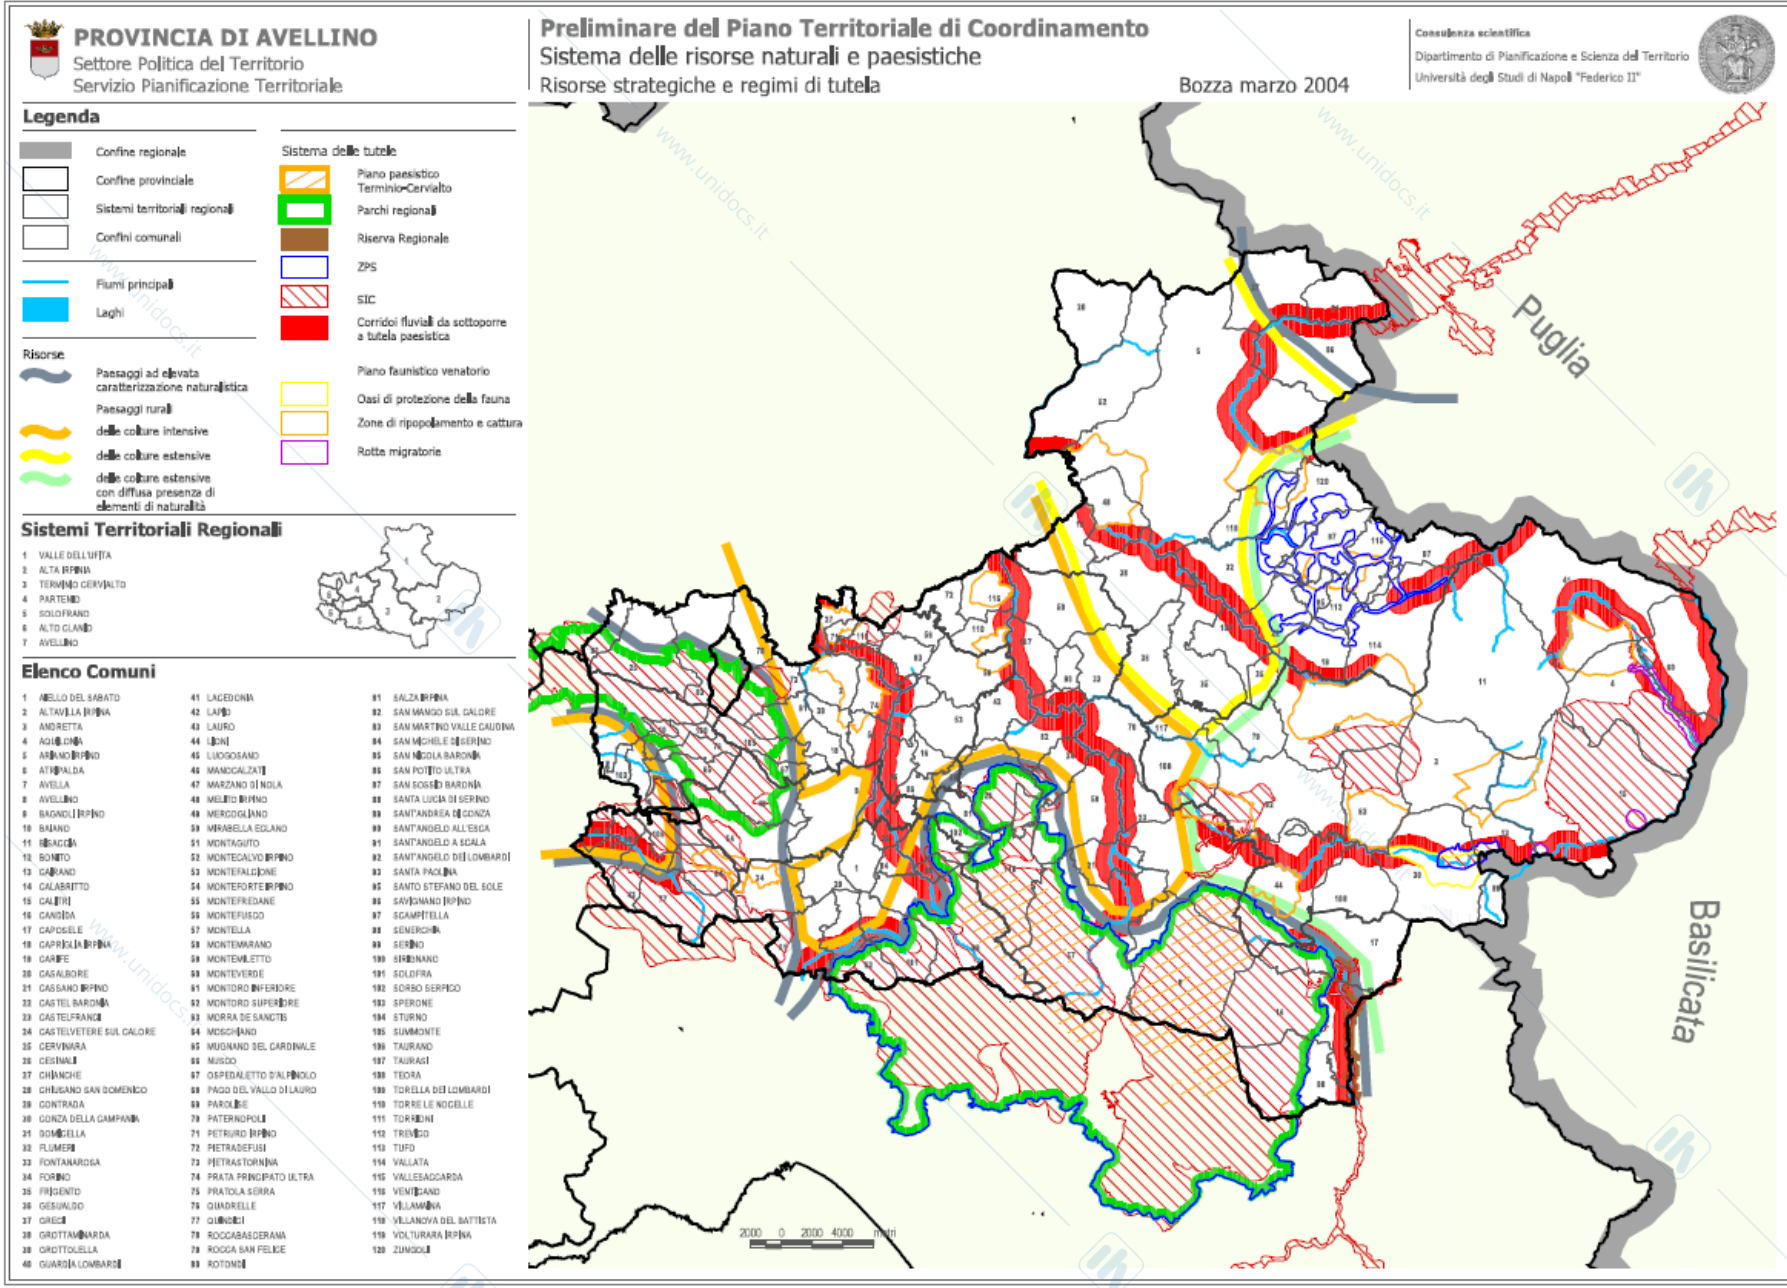 PROVINCIA DI AVELLINO
Settore Politica del Territorio
Servizio Pianificazione Territoriale
Preliminare del Piano Territoriale di Coordinamento
Sistema delle risorse naturali e paesistiche
Risorse strategiche e regimi di tutela
Bozza marzo 2004
Consulenza scientifica
Dipartimento di Pianificazione e Scienza del Territorio
Università degli Studi di Napoli "Federico II"
Legenda
Confine regionale
Confine provinciale
Sistemi territoriali regionali
Confini comunali
Fiumi principali
Laghi
Risorse
Paesaggi ad elevata
caratterizzazione naturalistica
Paesaggi rurali
delle colture intensive
delle colture estensive
delle colture estensive
con diffusa presenza di
elementi di naturalità
Sistema delle tutele
Piano paesistico
Terminio-Cervialto
Parchi regionali
Riserva Regionale
ZPS
SIC
Corridoi fluviali da sottoporre
a tutela paesistica
Piano faunistico venatorio
Oasi di protezione della fauna
Zone di ripopolamento e cattura
Rotte migratorie
Sistemi Territoriali Regionali
1 VALLE DELL'UFITA
2 ALTA IRPINIA
3 TERMINIO CERVIALTO
4 PARTENIO
5 SOLOFRANO
6 ALTO CLANIO
7 AVELLINO
Elenco Comuni
1 AIELLO DEL SABATO
2 ALTAVILLA IRPINA
3 ANDRETTA
4 AQUILONIA
5 ARIANO IRPINO
6 ATRIPALDA
7 AVELLA
8 AVELLINO
9 BAGNOLI IRPINO
10 BAIANO
11 BISACCIA
12 BONITO
13 CAIRANO
14 CALABRITTO
15 CALITRI
16 CANDIDA
17 CAPOSELE
18 CAPRIGLIA IRPINA
19 CARIFE
20 CASALBORE
21 CASSANO IRPINO
22 CASTEL BARONIA
23 CASTELFRANCI
24 CASTELVETERE SUL CALORE
25 CERVINARA
26 CESINALI
27 CHIANCHE
28 CHIUSANO SAN DOMENICO
29 CONTRADA
30 CONZA DELLA CAMPANIA
31 DOMICELLA
32 FLUMERI
33 FONTANAROSA
34 FORINO
35 FRIGENTO
36 GESUALDO
37 GRECI
38 GROTTAMINARDA
39 GROTTOLELLA
40 GUARDIA LOMBARDI
41 LACEDONIA
42 LAPIO
43 LAURO
44 LIONI
45 LUOGOSANO
46 MANOCALZATI
47 MARZANO DI NOLA
48 MELITO IRPINO
49 MERCOGLIANO
50 MIRABELLA ECLANO
51 MONTAGUTO
52 MONTECALVO IRPINO
53 MONTEFALCIONE
54 MONTEFORTE IRPINO
55 MONTEFREDANE
56 MONTEFUSCO
57 MONTELLA
58 MONTEMARANO
59 MONTEMILETTO
60 MONTEVERDE
61 MONTORO INFERIORE
62 MONTORO SUPERIORE
63 MORRA DE SANCTIS
64 MOSCHIANO
65 MUGNANO DEL CARDINALE
66 NUSCO
67 OSPEDALETTO D'ALPINOLO
68 PAGO DEL VALLO DI LAURO
69 PAROLISE
70 PATERNOPOLI
71 PETRURO IRPINO
72 PIETRADEFUSI
73 PIETRASTORNINA
74 PRATA PRINCIPATO ULTRA
75 PRATOLA SERRA
76 QUADRELLE
77 QUINDICI
78 ROCCABASCERANA
79 ROCCA SAN FELICE
80 ROTONDI
81 SALZA IRPINA
82 SAN MANGO SUL CALORE
83 SAN MARTINO VALLE CAUDINA
84 SAN MICHELE DI SERINO
85 SAN NICOLA BARONIA
86 SAN POTITO ULTRA
87 SAN SOSSIO BARONIA
88 SANTA LUCIA DI SERINO
89 SANT'ANDREA DI CONZA
90 SANT'ANGELO ALL'ESCA
91 SANT'ANGELO A SCALA
92 SANT'ANGELO DEI LOMBARDI
93 SANTA PAOLINA
95 SANTO STEFANO DEL SOLE
96 SAVIGNANO IRPINO
97 SCAMPITELLA
98 SENERCHIA
99 SERINO
100 SIRIGNANO
101 SOLOFRA
102 SORBO SERPICO
103 SPERONE
104 STURNO
105 SUMMONTE
106 TAURANO
107 TAURASI
108 TEORA
109 TORELLA DEI LOMBARDI
110 TORRE LE NOCELLE
111 TORRIONI
112 TREVICO
113 TUFO
114 VALLATA
115 VALLESACCARDA
116 VENTICANO
117 VILLAMAINA
118 VILLANOVA DEL BATTISTA
119 VOLTURARA IRPINA
120 ZUNGOLI
Puglia
Basilicata
2000 0 2000 4000 metri
www.unidocs.it
www.unidocs.it
www.unidocs.it
www.unidocs.it
www.unidocs.it
www.unidocs.it